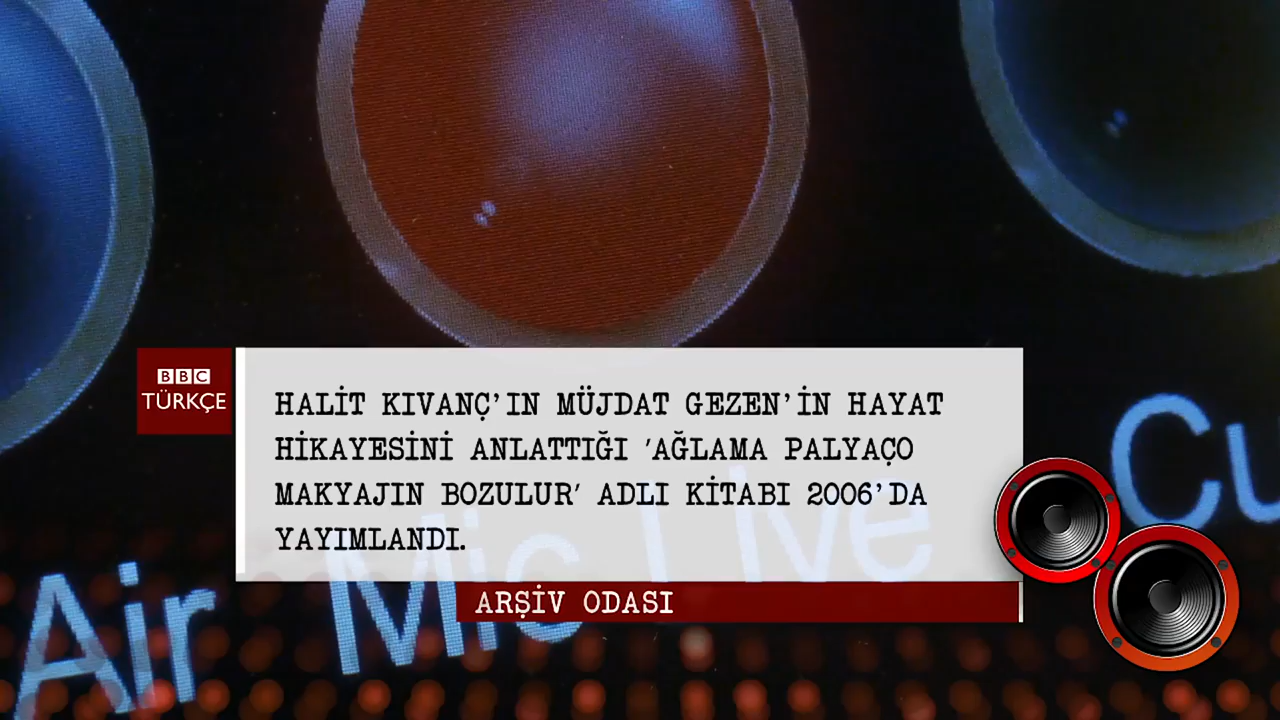 BBC
TÜRKÇE
HALİT KIVANÇ'IN MÜJDAT GEZEN'İN HAYAT
HİKAYESİNİ ANLATTIĞI 'AĞLAMA PALYAÇO
MAKYAJIN BOZULUR' ADLI KİTABI 2006'DA
YAYIMLANDI.
ARŞİV ODASI
Air Mic Live Cu